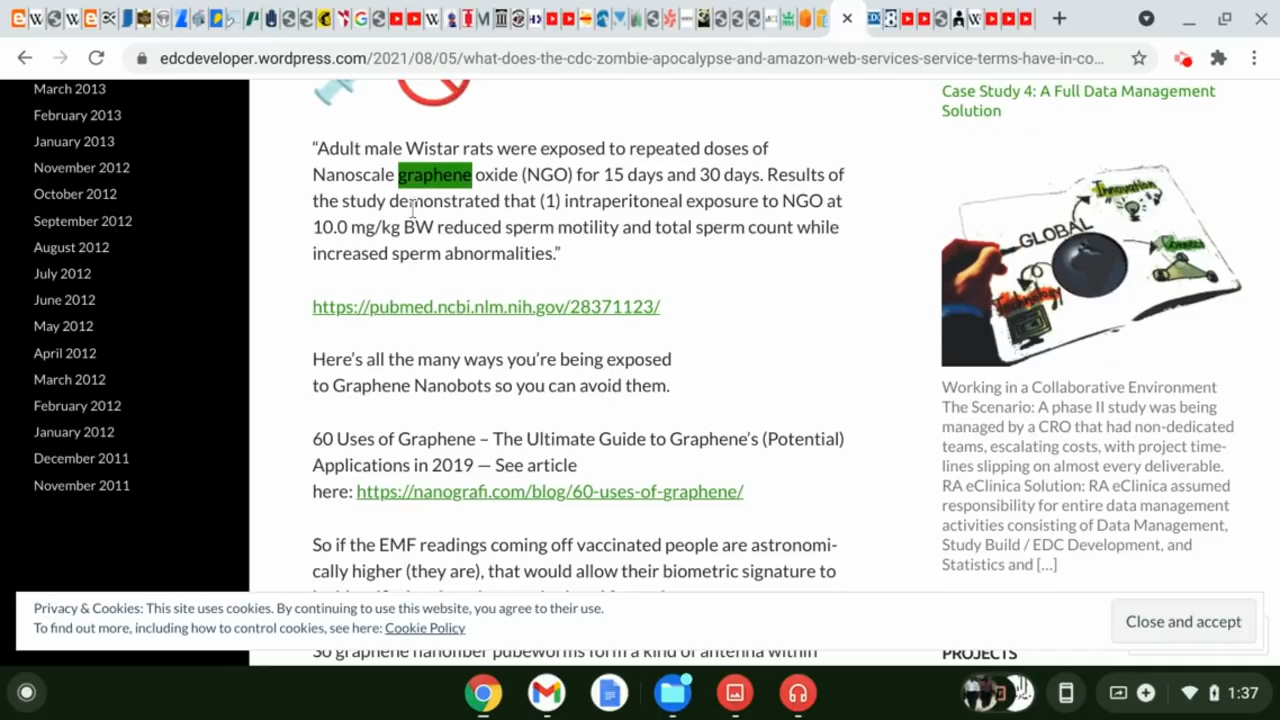 edcdeveloper.wordpress.com/2021/08/05/what-does-the-cdc-zombie-apocalypse-and-amazon-web-services-service-terms-have-in-co...
March 2013
February 2013
January 2013
November 2012
October 2012
September 2012
August 2012
July 2012
June 2012
May 2012
April 2012
March 2012
February 2012
January 2012
December 2011
November 2011
“Adult male Wistar rats were exposed to repeated doses of
Nanoscale graphene oxide (NGO) for 15 days and 30 days. Results of
the study demonstrated that (1) intraperitoneal exposure to NGO at
10.0 mg/kg BW reduced sperm motility and total sperm count while
increased sperm abnormalities.”
https://pubmed.ncbi.nlm.nih.gov/28371123/
Here’s all the many ways you’re being exposed
to Graphene Nanobots so you can avoid them.
60 Uses of Graphene – The Ultimate Guide to Graphene’s (Potential)
Applications in 2019 — See article
here: https://nanografi.com/blog/60-uses-of-graphene/
So if the EMF readings coming off vaccinated people are astronomi-
cally higher (they are), that would allow their biometric signature to
So graphene nanofiber pubeworms form a kind of antenna within
Case Study 4: A Full Data Management
Solution
Innovation
GLOBAL
Connect
Technology
Working in a Collaborative Environment
The Scenario: A phase II study was being
managed by a CRO that had non-dedicated
teams, escalating costs, with project time-
lines slipping on almost every deliverable.
RA eClinica Solution: RA eClinica assumed
responsibility for entire data management
activities consisting of Data Management,
Study Build / EDC Development, and
Statistics and [...]
PROJECTS
Privacy & Cookies: This site uses cookies. By continuing to use this website, you agree to their use.
To find out more, including how to control cookies, see here: Cookie Policy
Close and accept
1:37